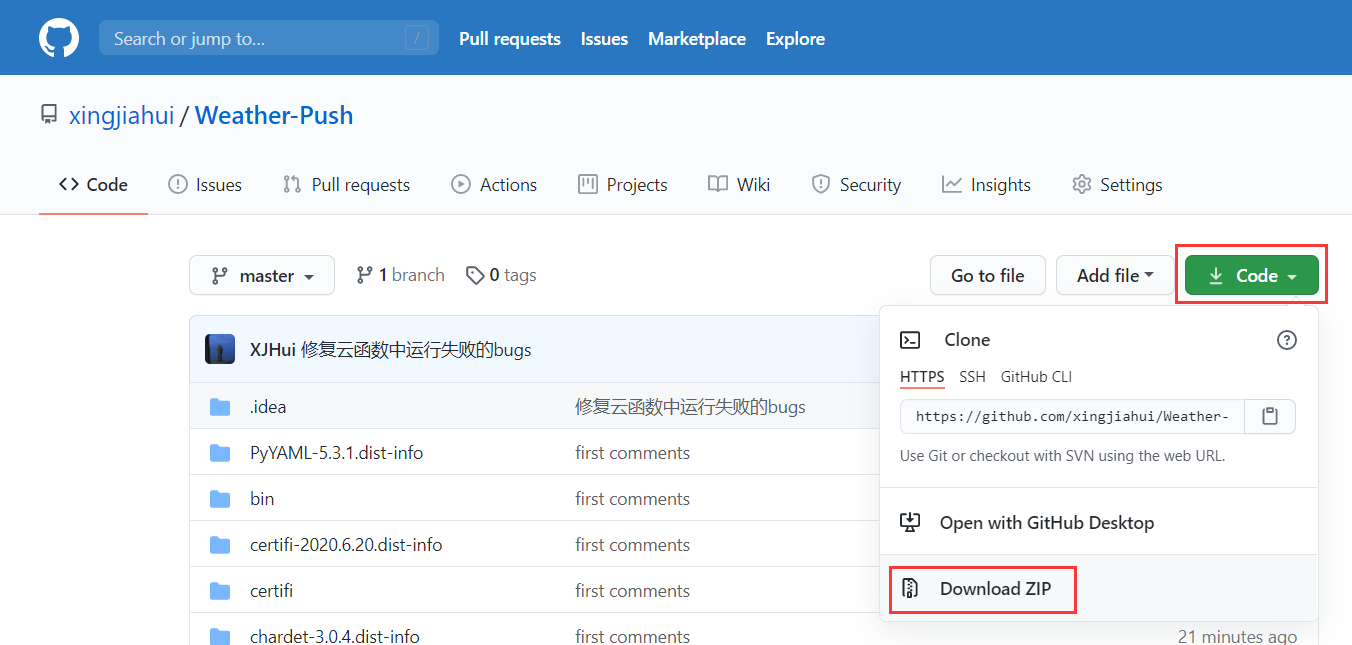 Search or jump to... / Pull requests Issues Marketplace Explore
xingjiahui / Weather-Push
Code Issues Pull requests Actions Projects Wiki Security Insights Settings
master 1 branch 0 tags Go to file Add file Code
XJHui 修复云函数中运行失败的bugs
Clone
HTTPS SSH GitHub CLI
.idea 修复云函数中运行失败的bugs
https://github.com/xingjiahui/Weather-
PyYAML-5.3.1.dist-info first comments
Use Git or checkout with SVN using the web URL.
bin first comments
Open with GitHub Desktop
certifi-2020.6.20.dist-info first comments
certifi first comments
Download ZIP
chardet-3.0.4.dist-info first comments 21 minutes ago